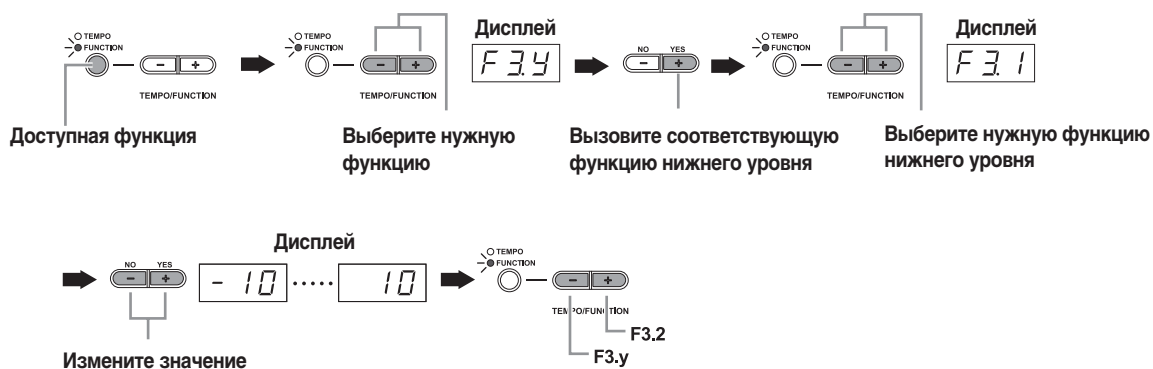 TEMPO
FUNCTION
- +
TEMPO/FUNCTION
Доступная функция
TEMPO
FUNCTION
- +
TEMPO/FUNCTION
Выберите нужную
функцию
Дисплей
F 3.Y
NO YES
- +
Вызовите соответствующую
функцию нижнего уровня
TEMPO
FUNCTION
- +
TEMPO/FUNCTION
Выберите нужную функцию
нижнего уровня
Дисплей
F 3.1
NO YES
- +
Измените значение
Дисплей
- 10 ..... 10
TEMPO
FUNCTION
- +
TEMPO/FUNCTION
F3.2
F3.y